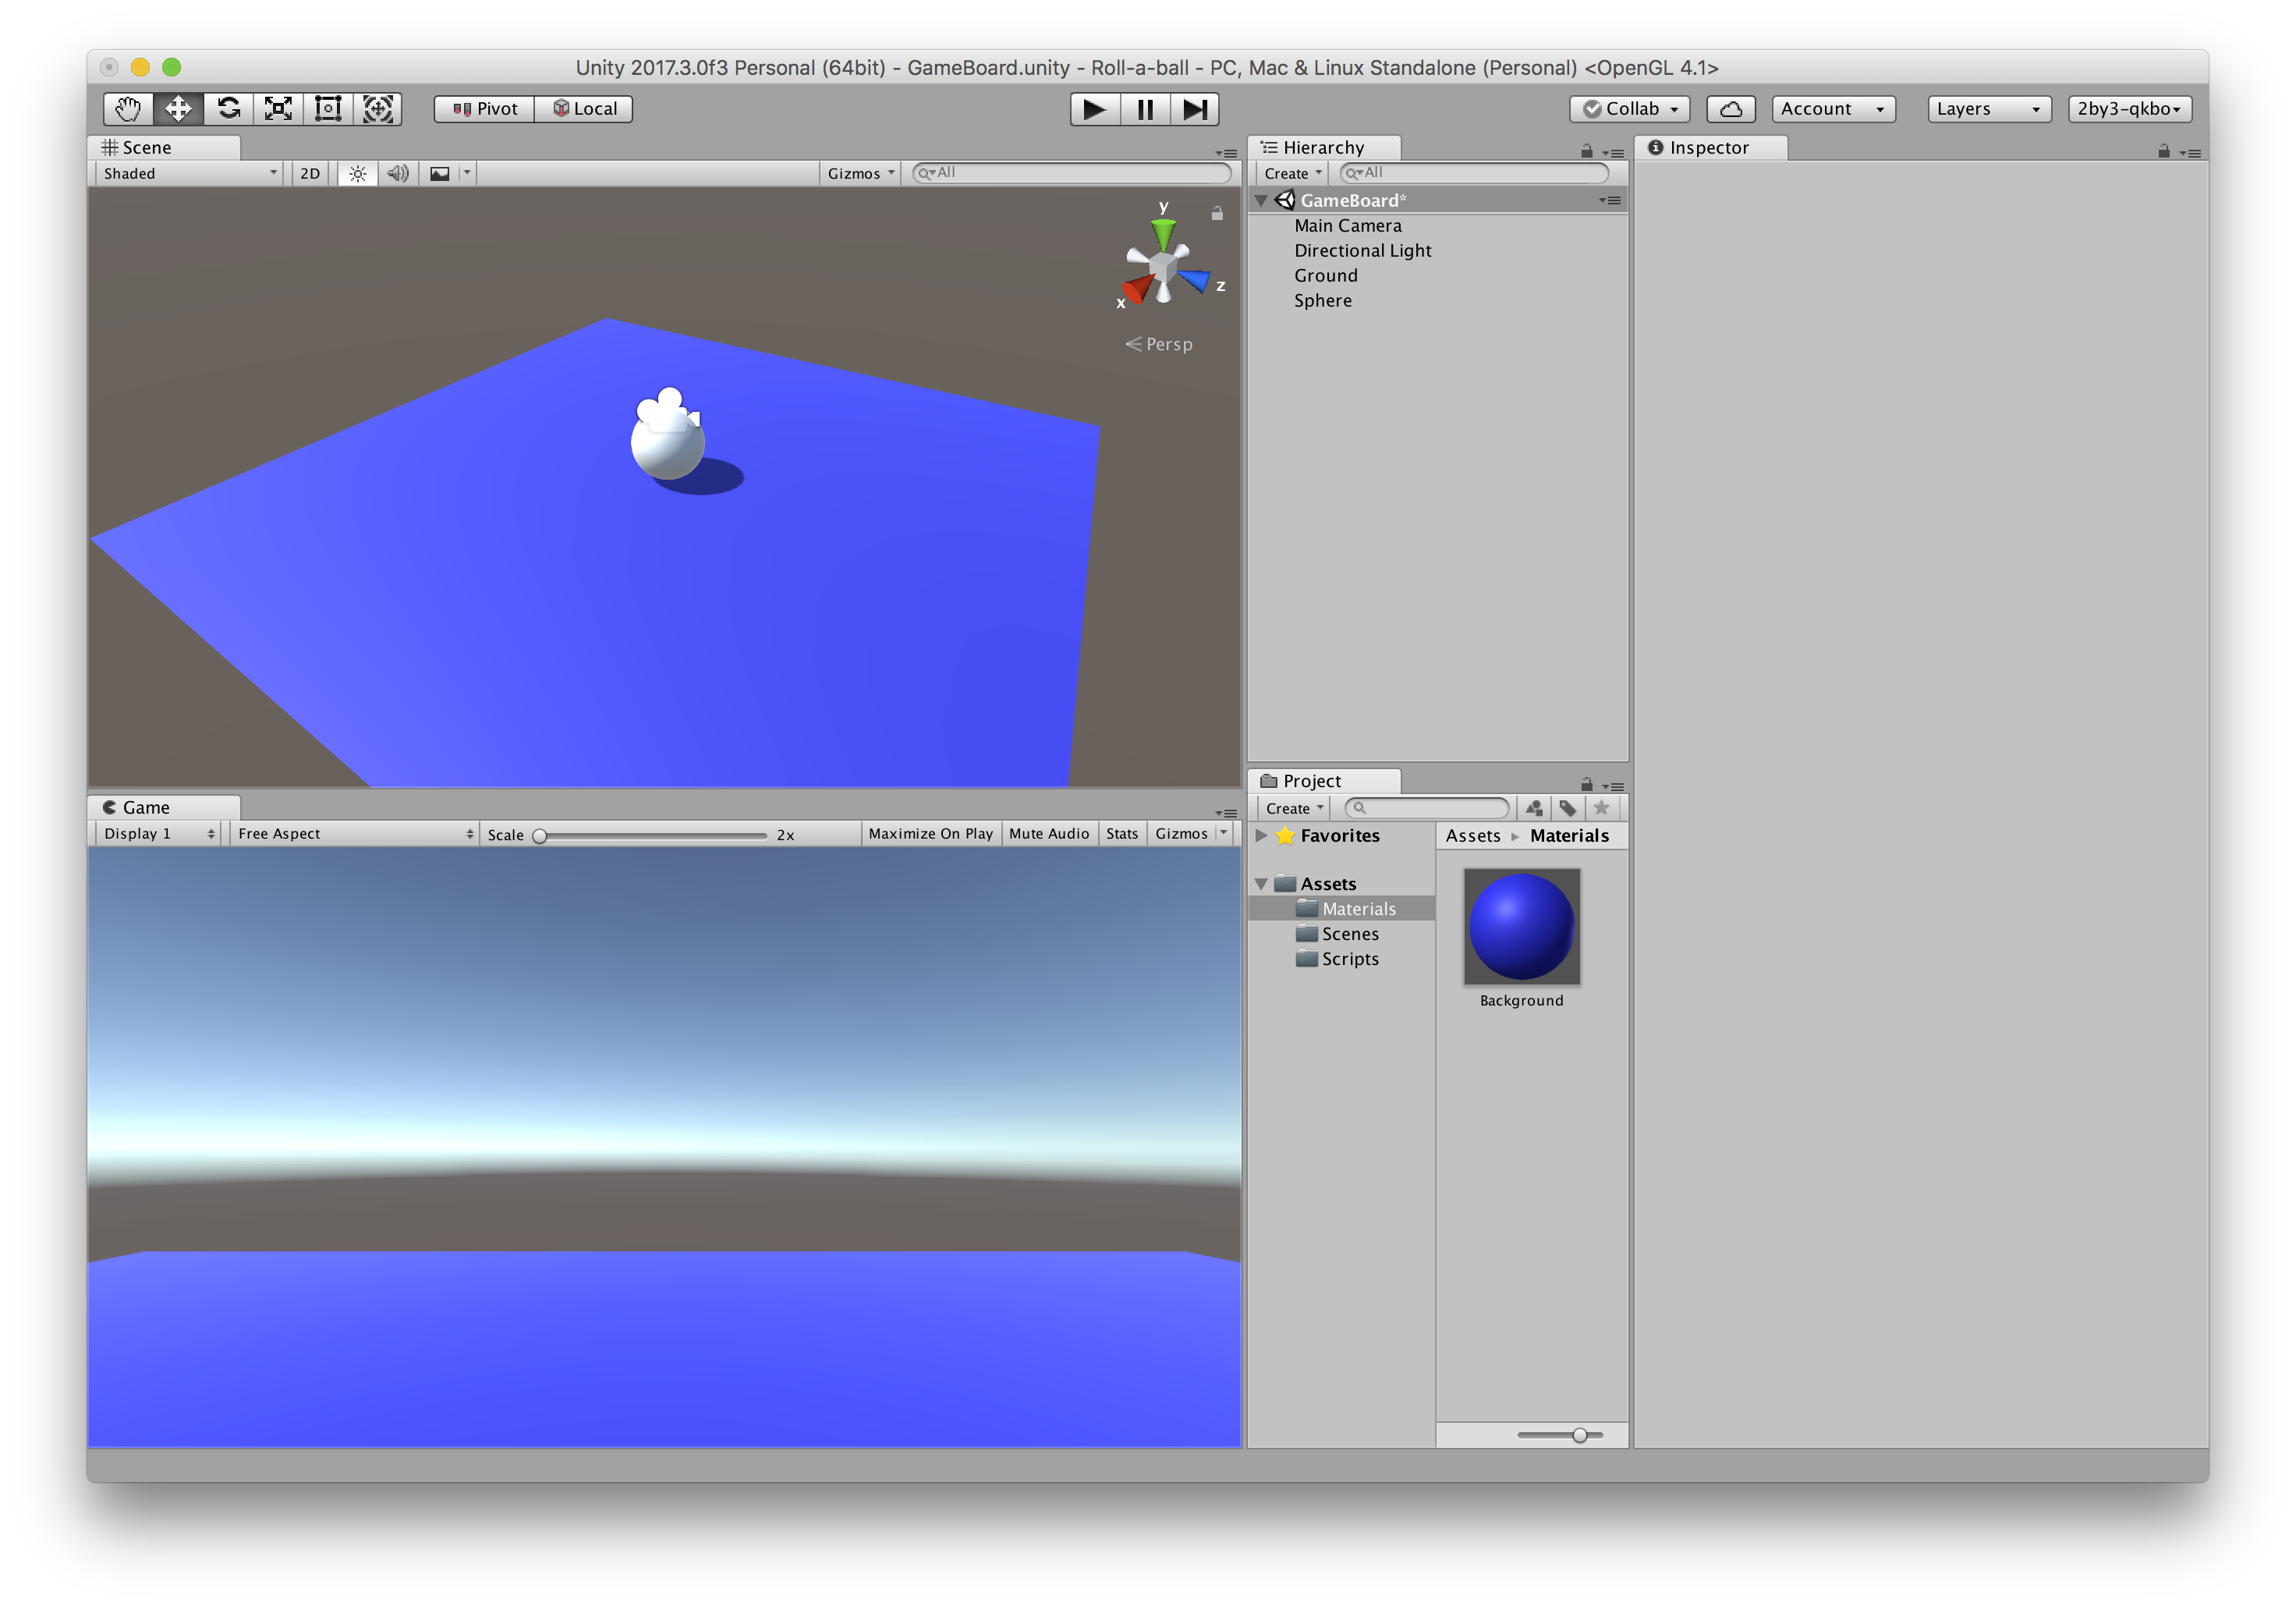 Unity 2017.3.0f3 Personal (64bit) - GameBoard.unity - Roll-a-ball - PC, Mac & Linux Standalone (Personal) <OpenGL 4.1>
Pivot Local Collab Account Layers 2by3-qkbo
Scene
Shaded 2D Gizmos All
y
x
z
Persp
Game
Display 1 Free Aspect Scale 2x Maximize On Play Mute Audio Stats Gizmos
Hierarchy
Create All
GameBoard*
Main Camera
Directional Light
Ground
Sphere
Project
Create
Favorites
Assets
Materials
Scenes
Scripts
Assets Materials
Background
Inspector